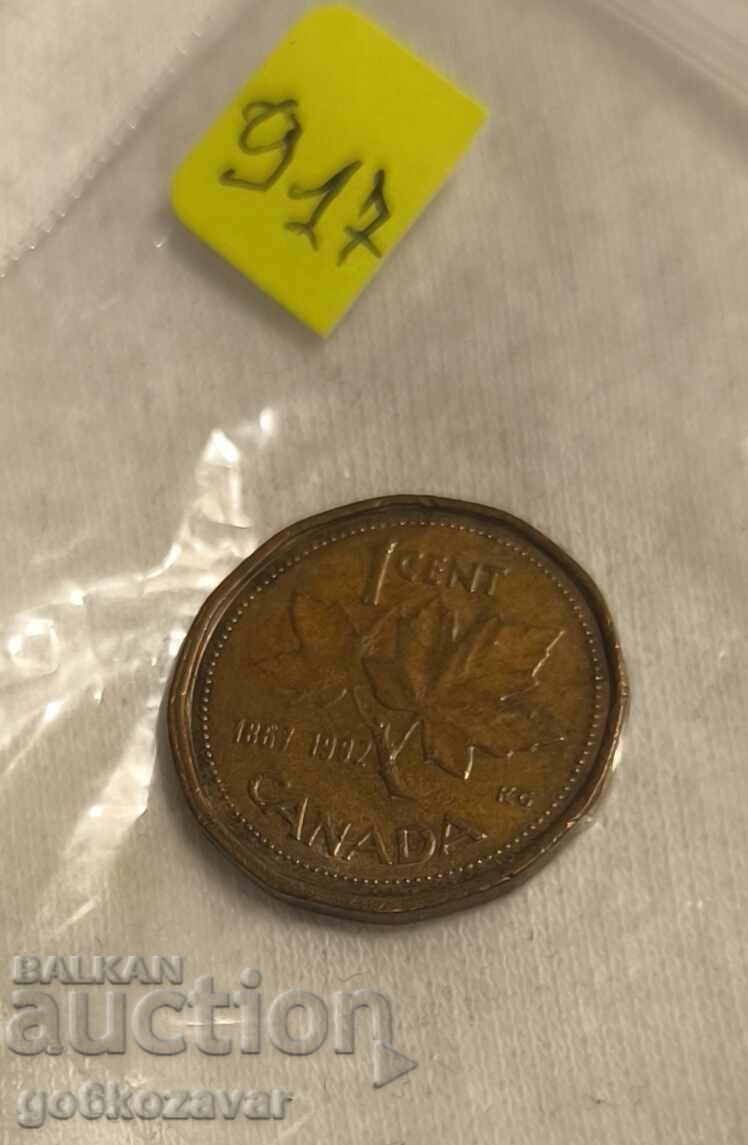 917
1 CENT
1867 1992
KG
CANADA
BALKAN
auction
go6kozavar